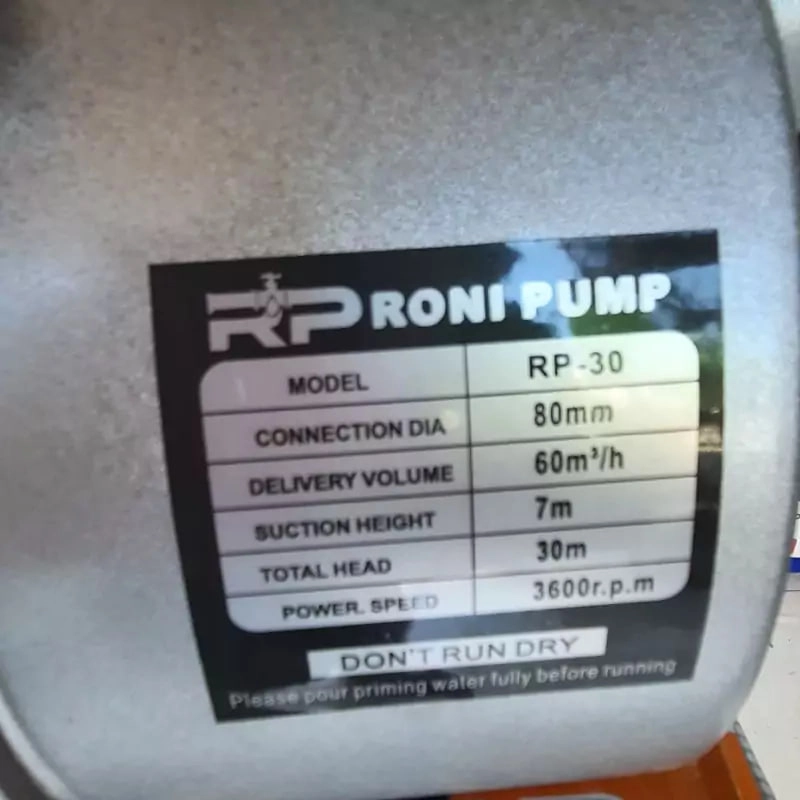 RP RONI PUMP
MODEL RP-30
CONNECTION DIA 80mm
DELIVERY VOLUME 60m³/h
SUCTION HEIGHT 7m
TOTAL HEAD 30m
POWER. SPEED 3600r.p.m
DON'T RUN DRY
Please pour priming water fully before running